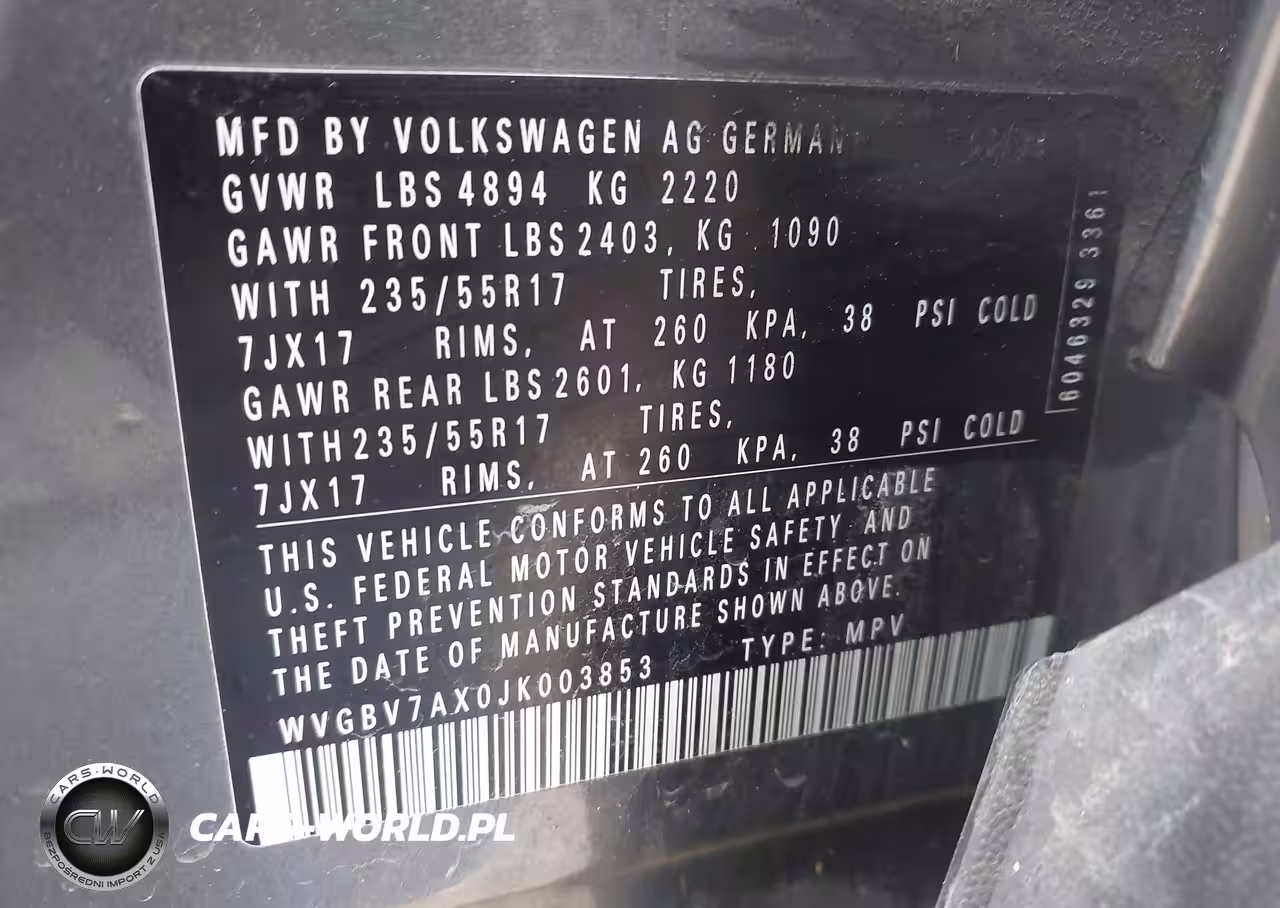 MFD BY VOLKSWAGEN AG GERMAN
GVWR LBS 4894 KG 2220
GAWR FRONT LBS 2403, KG 1090
WITH 235/55R17 TIRES,
7JX17 RIMS, AT 260 KPA, 38 PSI COLD
GAWR REAR LBS 2601, KG 1180
WITH 235/55R17 TIRES,
7JX17 RIMS, AT 260 KPA, 38 PSI COLD
THIS VEHICLE CONFORMS TO ALL APPLICABLE
U.S. FEDERAL MOTOR VEHICLE SAFETY AND
THEFT PREVENTION STANDARDS IN EFFECT ON
THE DATE OF MANUFACTURE SHOWN ABOVE.
WVGBV7AX0JK003853 TYPE: MPV
6046329 3361
CARS-WORLD
CW
BEZPOŚREDNI IMPORT Z USA
CARS-WORLD.PL